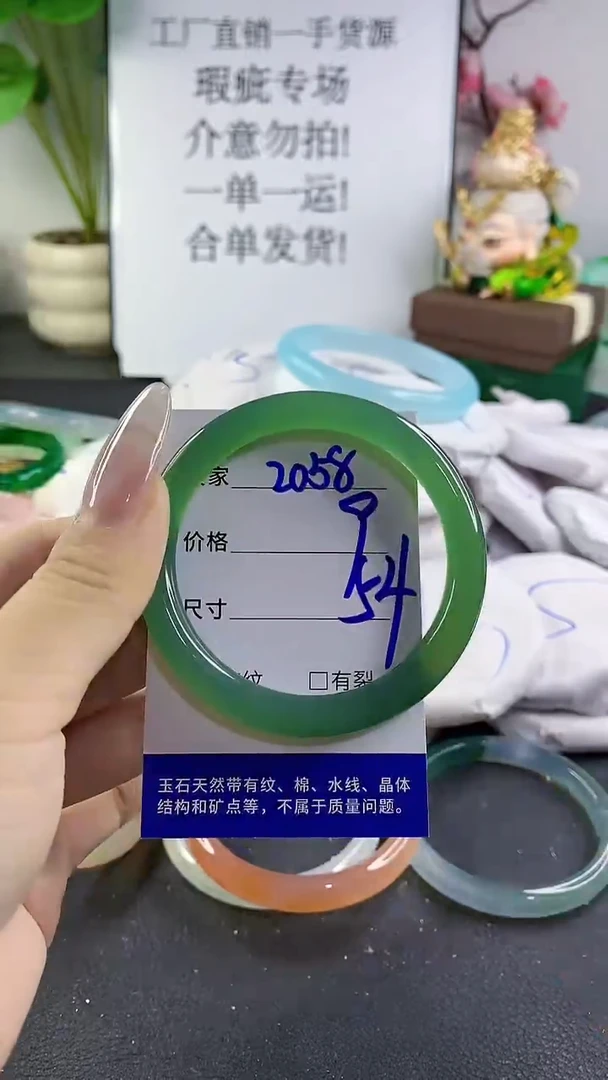 工厂直销一手货源
瑕疵专场
介意勿拍!
一单一运!
合单发货!
家 2058
价格
尺寸 54
纹 □有裂
玉石天然带有纹、棉、水线、晶体
结构和矿点等，不属于质量问题。